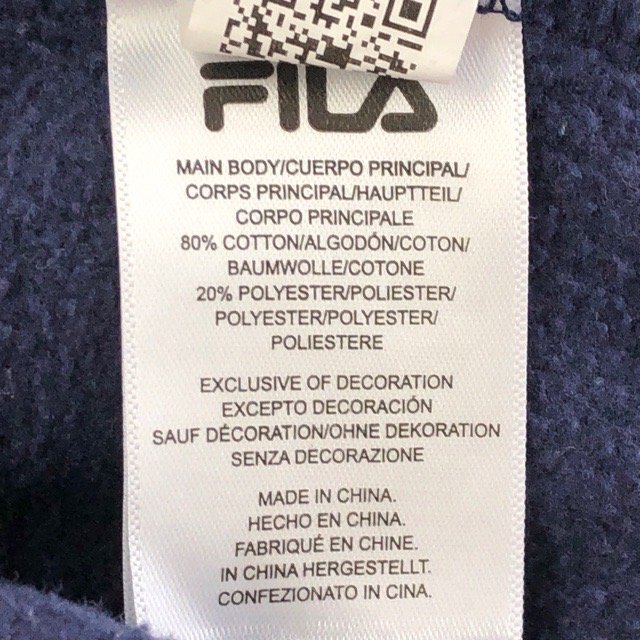 FILA
MAIN BODY/CUERPO PRINCIPAL/
CORPS PRINCIPAL/HAUPTTEIL/
CORPO PRINCIPALE
80% COTTON/ALGODÓN/COTON/
BAUMWOLLE/COTONE
20% POLYESTER/POLIESTER/
POLYESTER/POLYESTER/
POLIESTERE
EXCLUSIVE OF DECORATION
EXCEPTO DECORACIÓN
SAUF DÉCORATION/OHNE DEKORATION
SENZA DECORAZIONE
MADE IN CHINA.
HECHO EN CHINA.
FABRIQUÉ EN CHINE.
IN CHINA HERGESTELLT.
CONFEZIONATO IN CINA.